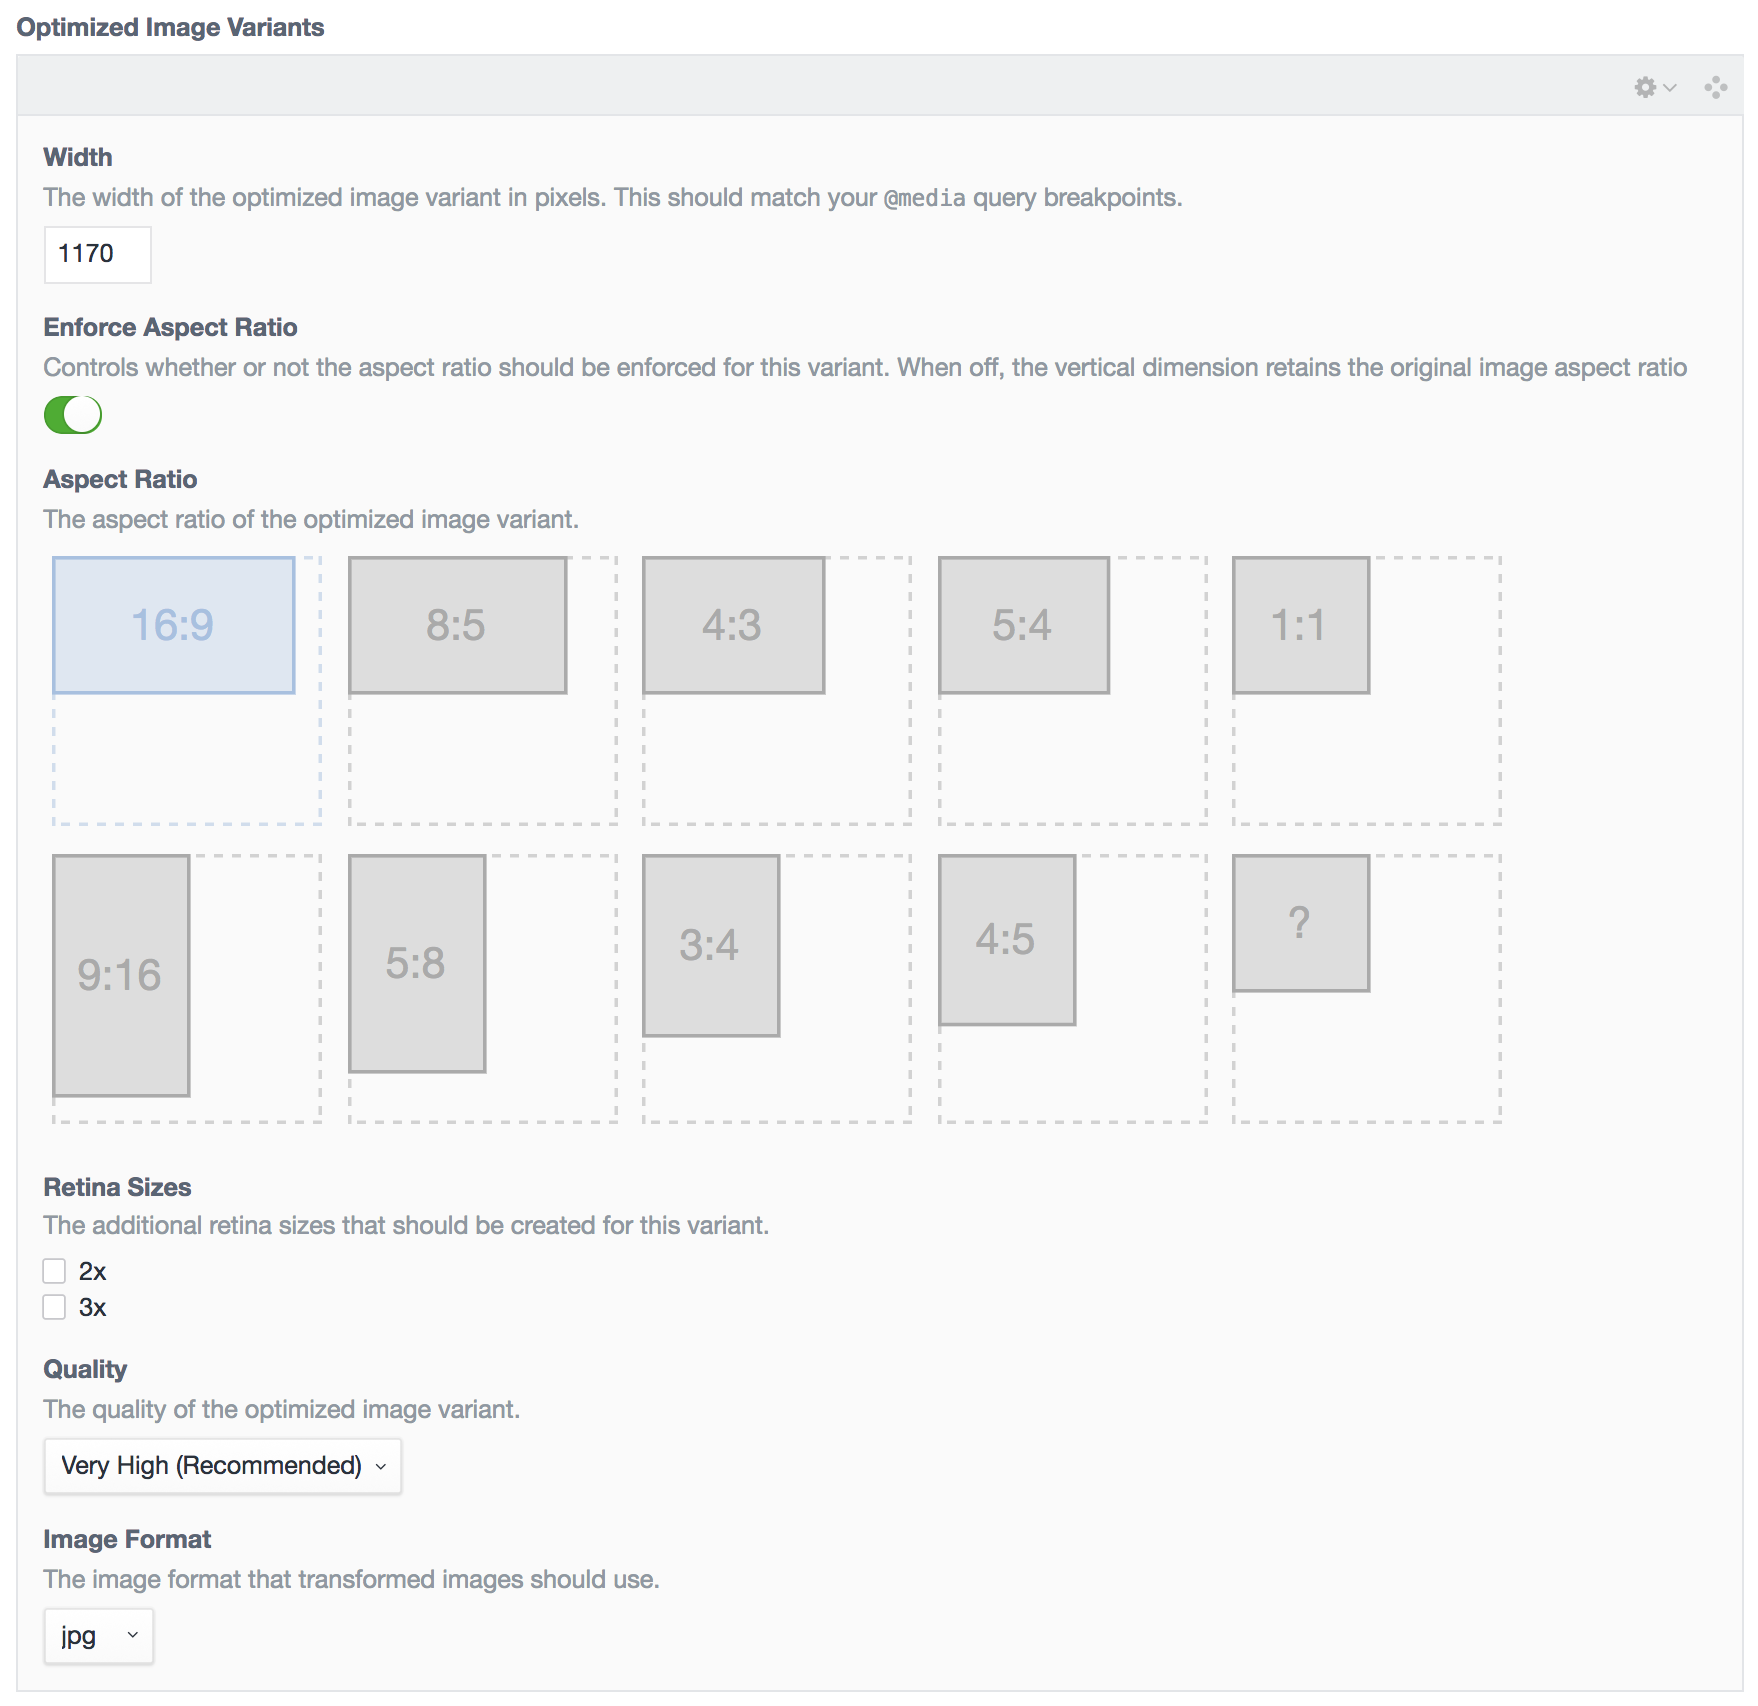 Optimized Image Variants
Width
The width of the optimized image variant in pixels. This should match your @media query breakpoints.
1170
Enforce Aspect Ratio
Controls whether or not the aspect ratio should be enforced for this variant. When off, the vertical dimension retains the original image aspect ratio
Aspect Ratio
The aspect ratio of the optimized image variant.
16:9 8:5 4:3 5:4 1:1
9:16 5:8 3:4 4:5 ?
Retina Sizes
The additional retina sizes that should be created for this variant.
2x
3x
Quality
The quality of the optimized image variant.
Very High (Recommended)
Image Format
The image format that transformed images should use.
jpg